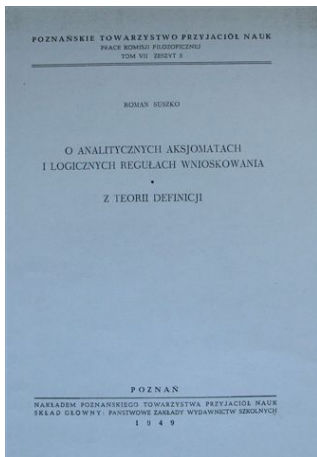 POZNAŃSKIE TOWARZYSTWO PRZYJACIÓŁ NAUK
PRACE KOMISJI FILOZOFICZNEJ
TOM VII ZESZYT 5
ROMAN SUSZKO
O ANALITYCZNYCH AKSJOMATACH
I LOGICZNYCH REGUŁACH WNIOSKOWANIA
•
Z TEORII DEFINICJI
POZNAŃ
NAKŁADEM POZNAŃSKIEGO TOWARZYSTWA PRZYJACIÓŁ NAUK
SKŁAD GŁÓWNY: PAŃSTWOWE ZAKŁADY WYDAWNICTW SZKOLNYCH
1949